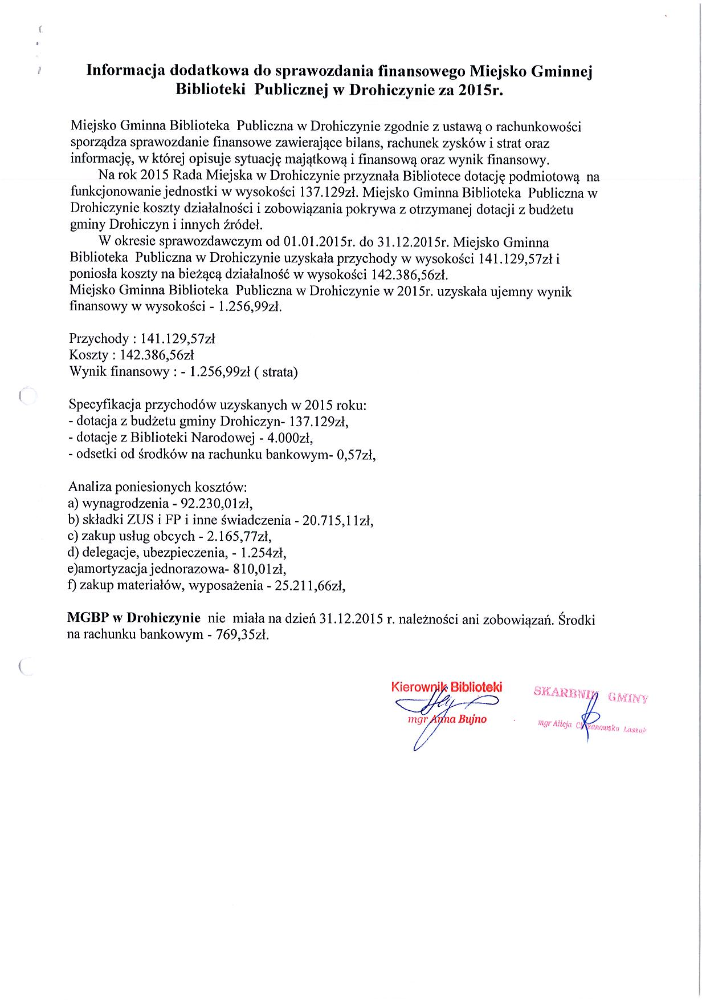 Informacja dodatkowa do sprawozdania finansowego Miejsko Gminnej
Biblioteki Publicznej w Drohiczynie za 2015r.
Miejsko Gminna Biblioteka Publiczna w Drohiczynie zgodnie z ustawą o rachunkowości
sporządza sprawozdanie finansowe zawierające bilans, rachunek zysków i strat oraz
informację, w której opisuje sytuację majątkową i finansową oraz wynik finansowy.
Na rok 2015 Rada Miejska w Drohiczynie przyznała Bibliotece dotację podmiotową na
funkcjonowanie jednostki w wysokości 137.129zł. Miejsko Gminna Biblioteka Publiczna w
Drohiczynie koszty działalności i zobowiązania pokrywa z otrzymanej dotacji z budżetu
gminy Drohiczyn i innych źródeł.
W okresie sprawozdawczym od 01.01.2015r. do 31.12.2015r. Miejsko Gminna
Biblioteka Publiczna w Drohiczynie uzyskała przychody w wysokości 141.129,57zł i
poniosła koszty na bieżącą działalność w wysokości 142.386,56zł.
Miejsko Gminna Biblioteka Publiczna w Drohiczynie w 2015r. uzyskała ujemny wynik
finansowy w wysokości - 1.256,99zł.
Przychody : 141.129,57zł
Koszty : 142.386,56zł
Wynik finansowy : - 1.256,99zł ( strata)
Specyfikacja przychodów uzyskanych w 2015 roku:
- dotacja z budżetu gminy Drohiczyn- 137.129zł,
- dotacje z Biblioteki Narodowej - 4.000zł,
- odsetki od środków na rachunku bankowym- 0,57zł,
Analiza poniesionych kosztów:
a) wynagrodzenia - 92.230,01zł,
b) składki ZUS i FP i inne świadczenia - 20.715,11zł,
c) zakup usług obcych - 2.165,77zł,
d) delegacje, ubezpieczenia, - 1.254zł,
e)amortyzacja jednorazowa- 810,01zł,
f) zakup materiałów, wyposażenia - 25.211,66zł,
MGBP w Drohiczynie nie miała na dzień 31.12.2015 r. należności ani zobowiązań. Środki
na rachunku bankowym - 769,35zł.
Kierownik Biblioteki
mgr Anna Bujno
SKARBNIK GMINY
mgr Alicja Chrzanowska Laszuk